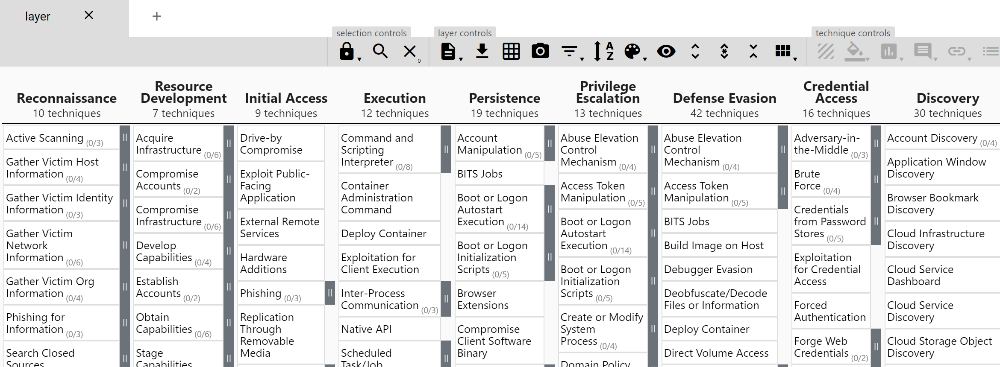 layer
selection controls
layer controls
technique controls
0
A
Z
Reconnaissance
10 techniques
Active Scanning (0/3)
Gather Victim Host
Information (0/4)
Gather Victim Identity
Information (0/3)
Gather Victim
Network
Information (0/6)
Gather Victim Org
Information (0/4)
Phishing for
Information (0/3)
Search Closed
Sources
Resource
Development
7 techniques
Acquire
Infrastructure (0/6)
Compromise
Accounts (0/2)
Compromise
Infrastructure (0/6)
Develop
Capabilities (0/4)
Establish
Accounts (0/2)
Obtain
Capabilities (0/6)
Stage
Capabilities
Initial Access
9 techniques
Drive-by
Compromise
Exploit Public-
Facing
Application
External Remote
Services
Hardware
Additions
Phishing (0/3)
Replication
Through
Removable
Media
Execution
12 techniques
Command and
Scripting
Interpreter (0/8)
Container
Administration
Command
Deploy Container
Exploitation for
Client Execution
Inter-Process
Communication (0/3)
Native API
Scheduled
Task/Job
Persistence
19 techniques
Account
Manipulation (0/5)
BITS Jobs
Boot or Logon
Autostart
Execution (0/14)
Boot or Logon
Initialization
Scripts (0/5)
Browser
Extensions
Compromise
Client Software
Binary
Privilege
Escalation
13 techniques
Abuse Elevation
Control
Mechanism (0/4)
Access Token
Manipulation (0/5)
Boot or Logon
Autostart
Execution (0/14)
Boot or Logon
Initialization
Scripts (0/5)
Create or Modify
System
Process (0/4)
Domain Policy
Defense Evasion
42 techniques
Abuse Elevation
Control
Mechanism (0/4)
Access Token
Manipulation (0/5)
BITS Jobs
Build Image on Host
Debugger Evasion
Deobfuscate/Decode
Files or Information
Deploy Container
Direct Volume Access
Credential
Access
16 techniques
Adversary-in-
the-Middle (0/3)
Brute
Force (0/4)
Credentials
from Password
Stores (0/5)
Exploitation
for Credential
Access
Forced
Authentication
Forge Web
Credentials (0/2)
Discovery
30 techniques
Account Discovery (0/4)
Application Window
Discovery
Browser Bookmark
Discovery
Cloud Infrastructure
Discovery
Cloud Service
Dashboard
Cloud Service
Discovery
Cloud Storage Object
Discovery